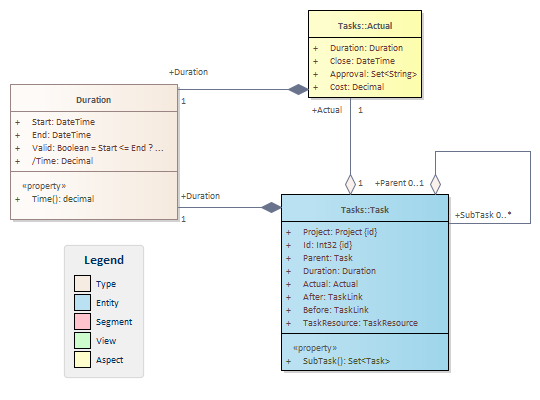 Tasks::Actual
+ Duration: Duration
+ Close: DateTime
+ Approval: Set<String>
+ Cost: Decimal
+Duration
1
+Actual
1
Duration
+ Start: DateTime
+ End: DateTime
+ Valid: Boolean = Start <= End ? ...
+ /Time: Decimal
«property»
+ Time(): decimal
+Duration
1
1
+Parent 0..1
+SubTask 0..*
Tasks::Task
+ Project: Project {id}
+ Id: Int32 {id}
+ Parent: Task
+ Duration: Duration
+ Actual: Actual
+ After: TaskLink
+ Before: TaskLink
+ TaskResource: TaskResource
«property»
+ SubTask(): Set<Task>
Legend
Type
Entity
Segment
View
Aspect